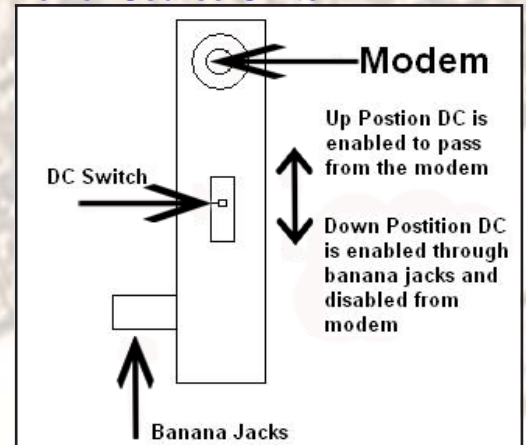 Modem
Up Postion DC is
enabled to pass
from the modem
DC Switch
Down Postition DC
is enabled through
banana jacks and
disabled from
modem
Banana Jacks